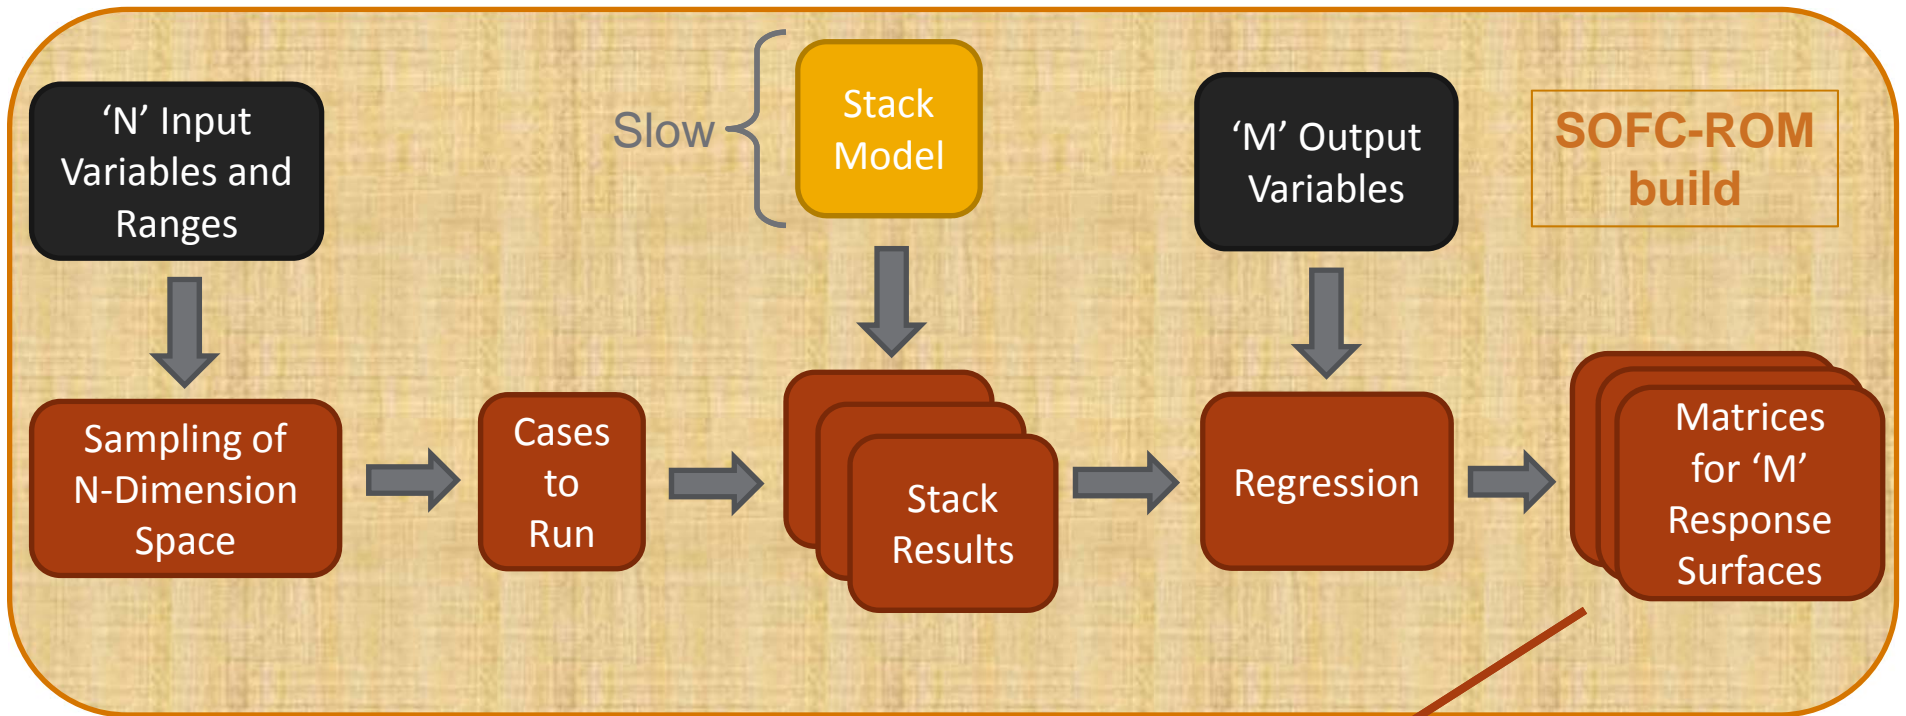 ‘N’ Input
Variables and
Ranges
Slow
Stack
Model
‘M’ Output
Variables
SOFC-ROM
build
Sampling of
N-Dimension
Space
Cases
to
Run
Stack
Results
Regression
Matrices
for ‘M’
Response
Surfaces